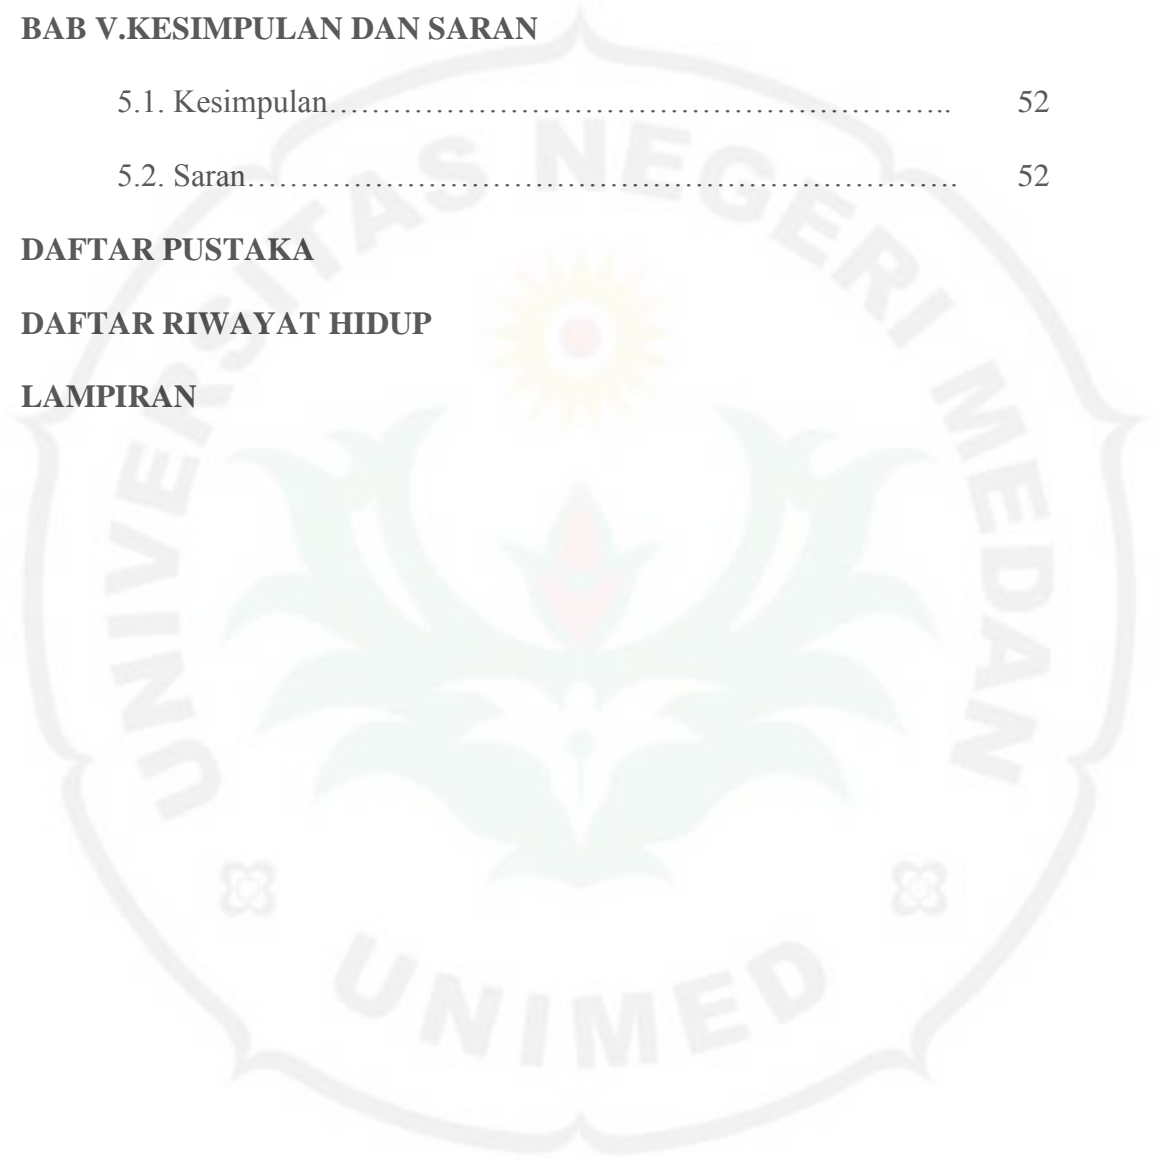 BAB V.KESIMPULAN DAN SARAN
5.1. Kesimpulan…………………………………………………….. 52
5.2. Saran……………………………………………………………. 52
DAFTAR PUSTAKA
DAFTAR RIWAYAT HIDUP
LAMPIRAN
UNIVERSITAS NEGERI MEDAN
UNIMED